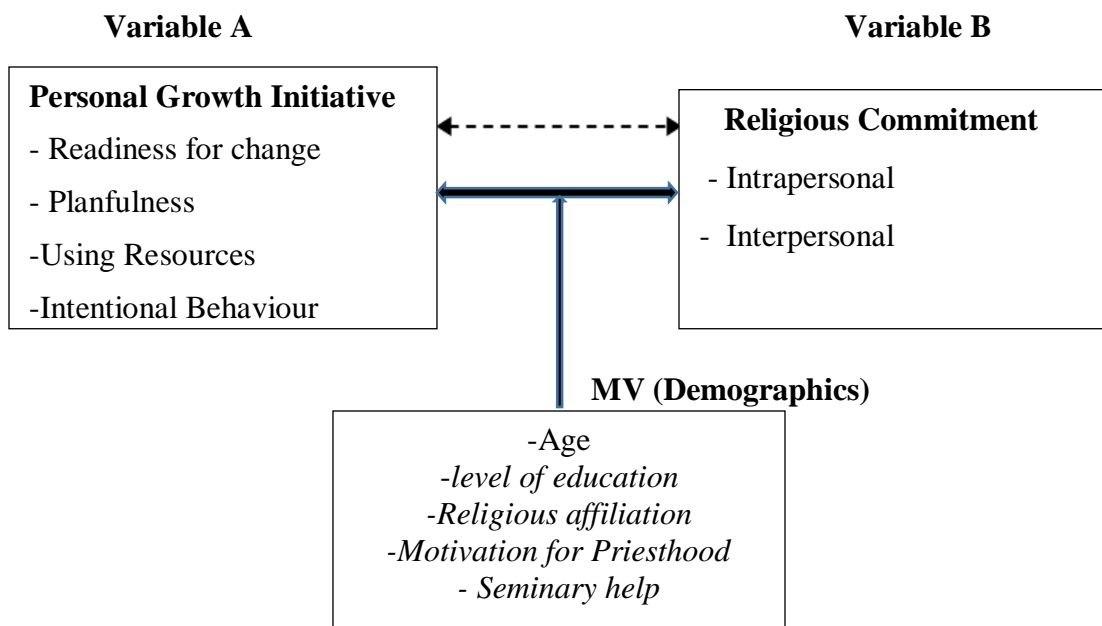 Variable A
Variable B
Personal Growth Initiative
- Readiness for change
- Planfulness
-Using Resources
-Intentional Behaviour
Religious Commitment
- Intrapersonal
- Interpersonal
MV (Demographics)
-Age
-level of education
-Religious affiliation
-Motivation for Priesthood
- Seminary help